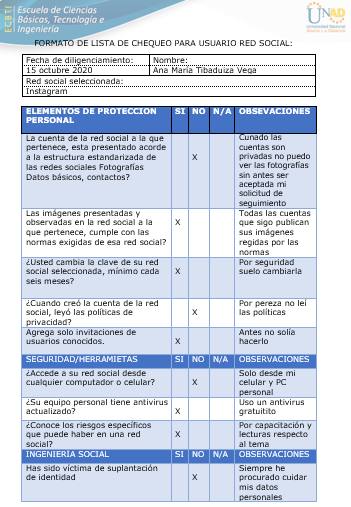 ECBTI
Escuela de Ciencias
Básicas, Tecnología e
Ingeniería
UNAD
Universidad Nacional
Abierta y a Distancia
FORMATO DE LISTA DE CHEQUEO PARA USUARIO RED SOCIAL:
Fecha de diligenciamiento: Nombre:
15 octubre 2020 Ana María Tibaduiza Vega
Red social seleccionada:
Instagram
ELEMENTOS DE PROTECCION SI NO N/A OBSEVACIONES
PERSONAL
La cuenta de la red social a la que Cunado las
pertenece, esta presentado acorde cuentas son
a la estructura estandarizada de X privadas no puedo
las redes sociales Fotografías ver las fotografías
Datos básicos, contactos? sin antes ser
aceptada mi
solicitud de
seguimiento
Las imágenes presentadas y Todas las cuentas
observadas en la red social a la X que sigo publican
que pertenece, cumple con las sus imágenes
normas exigidas de esa red social? regidas por las
normas
¿Usted cambia la clave de su red Por seguridad
social seleccionada, mínimo cada X suelo cambiarla
seis meses?
¿Cuando creó la cuenta de la red Por pereza no leí
social, leyó las políticas de X las políticas
privacidad?
Agrega solo invitaciones de Antes no solía
usuarios conocidos. X hacerlo
SEGURIDAD/HERRAMIETAS SI NO N/A OBSERVACIONES
¿Accede a su red social desde Solo desde mi
cualquier computador o celular? X celular y PC
personal
¿Su equipo personal tiene antivirus Uso un antivirus
actualizado? X gratuitito
¿Conoce los riesgos específicos Por capacitación y
que puede haber en una red X lecturas respecto
social? al tema
INGENIERÍA SOCIAL SI NO N/A OBSERVACIONES
Has sido víctima de suplantación Siempre he
de identidad X procurado cuidar
mis datos
personales